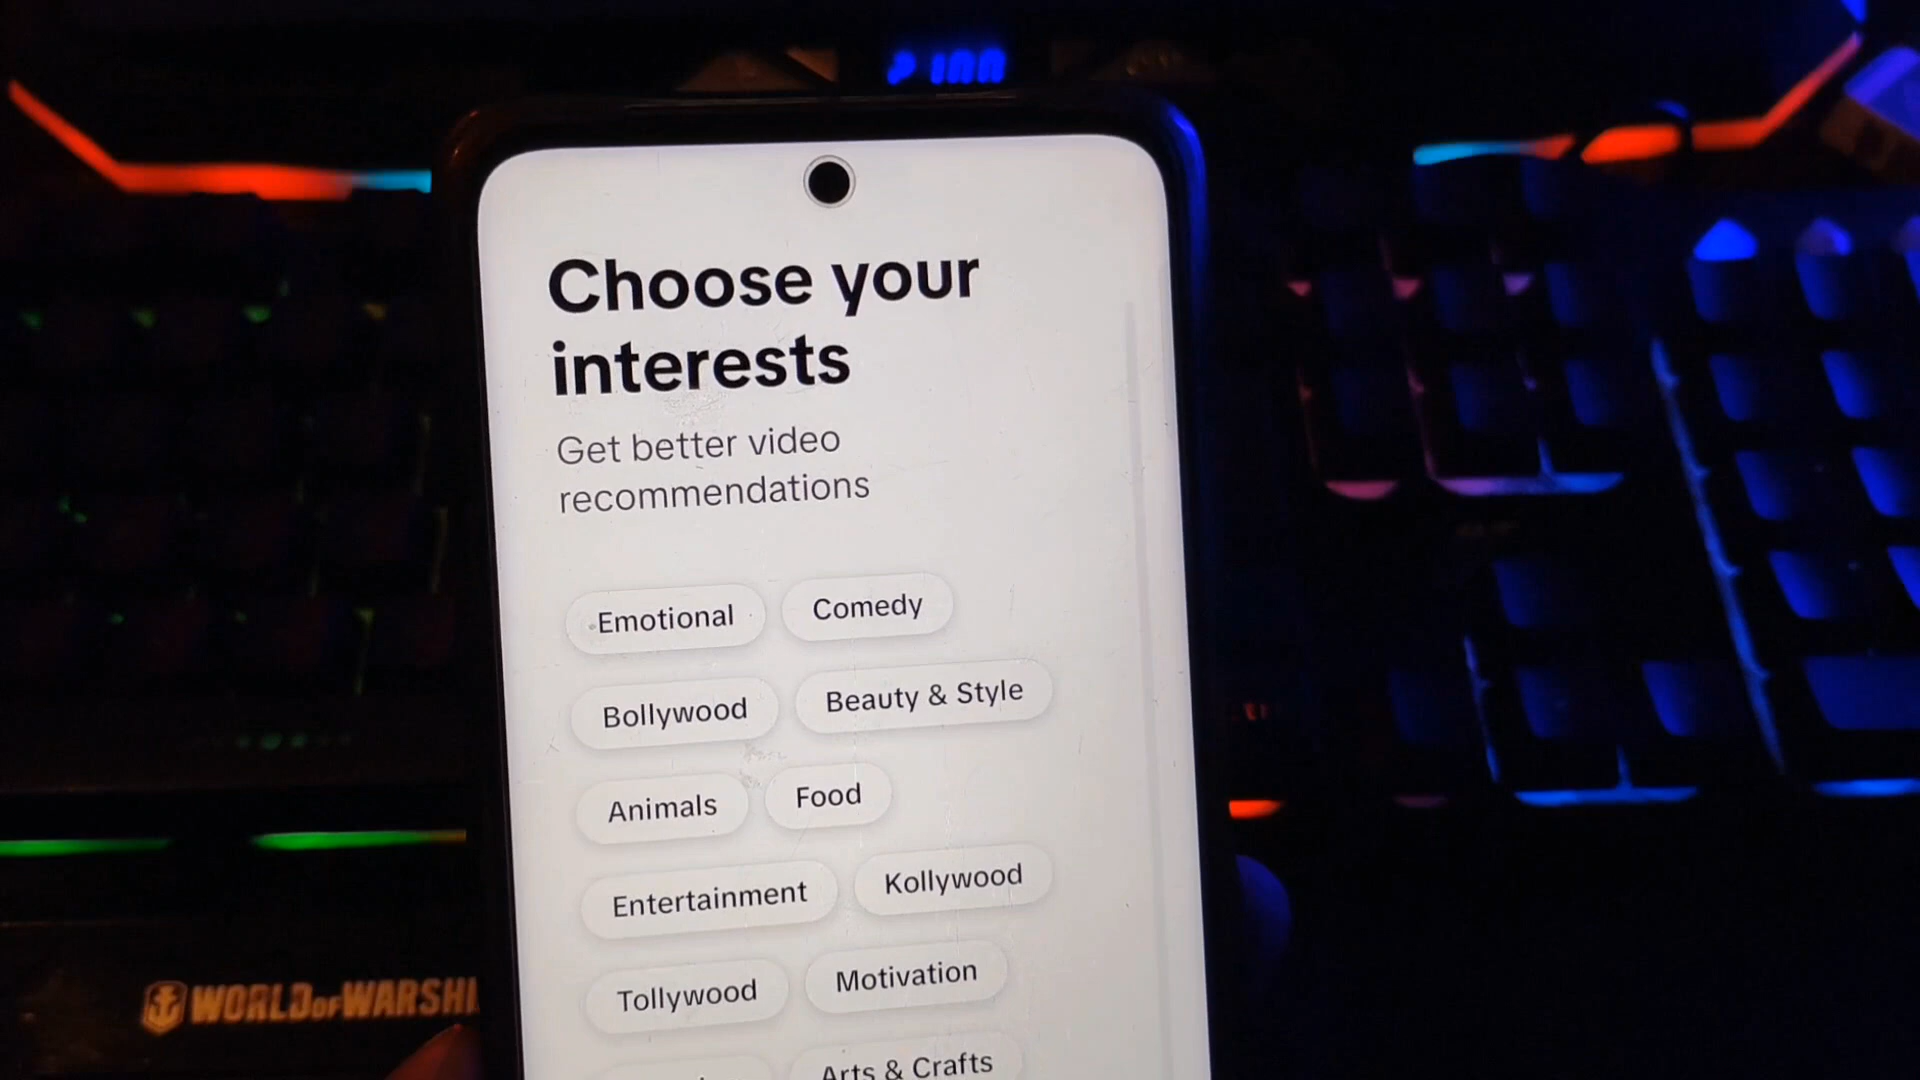 Choose your
interests
Get better video
recommendations
Emotional Comedy
Bollywood Beauty & Style
Animals Food
Entertainment Kollywood
Tollywood Motivation
Arts & Crafts
WORLD OF WARSHI